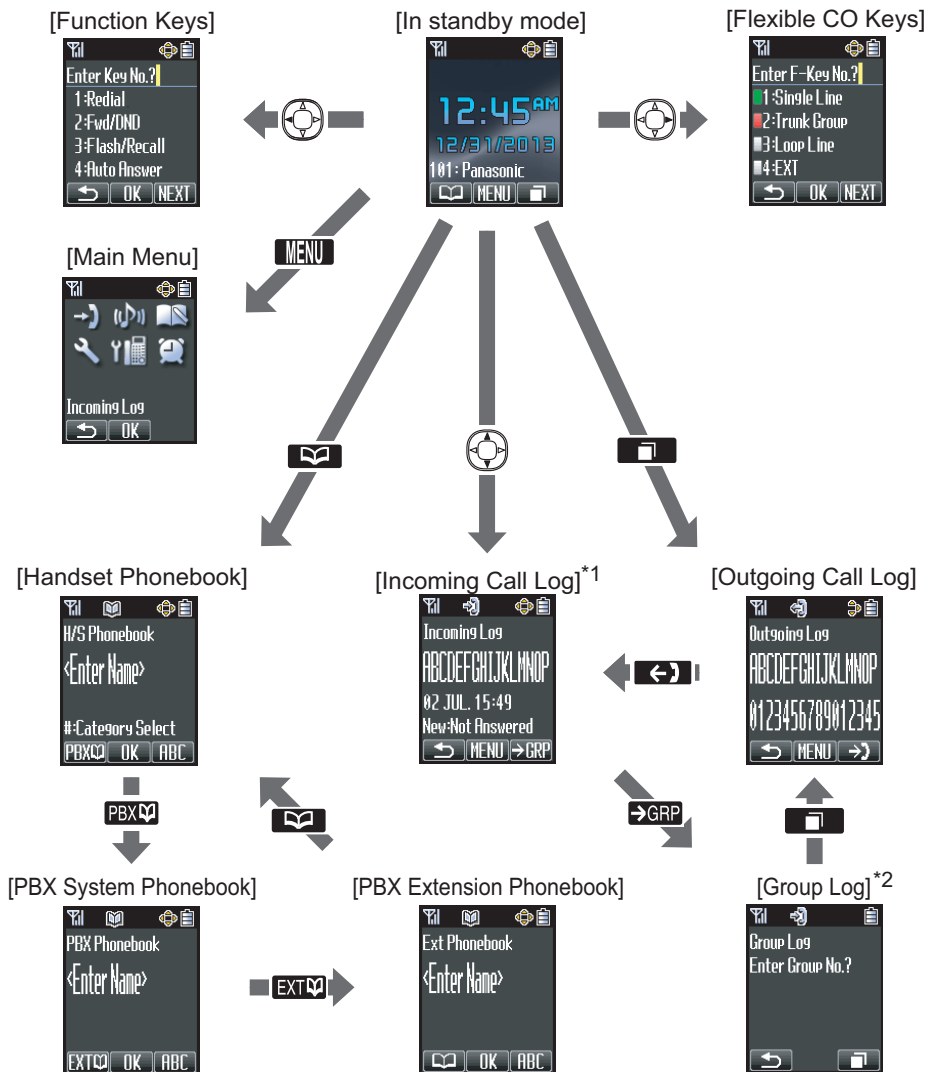 [Function Keys]
[In standby mode]
[Flexible CO Keys]
Enter Key No.?
1:Redial
2:Fwd/DND
3:Flash/Recall
4:Auto Answer
OK NEXT
12:45AM
12/31/2013
101: Panasonic
MENU
Enter F-Key No.?
1:Single Line
2:Trunk Group
3:Loop Line
4:EXT
OK NEXT
MENU
[Main Menu]
Incoming Log
OK
[Handset Phonebook]
[Incoming Call Log]*1
[Outgoing Call Log]
H/S Phonebook
<Enter Name>
#:Category Select
PBX OK ABC
Incoming Log
ABCDEFGHIJKLMNOP
02 JUL. 15:49
New:Not Answered
MENU →GRP
Outgoing Log
ABCDEFGHIJKLMNOP
0123456789012345
MENU
PBX
→GRP
[PBX System Phonebook]
[PBX Extension Phonebook]
[Group Log]*2
PBX Phonebook
<Enter Name>
EXT OK ABC
EXT
Ext Phonebook
<Enter Name>
OK ABC
Group Log
Enter Group No.?